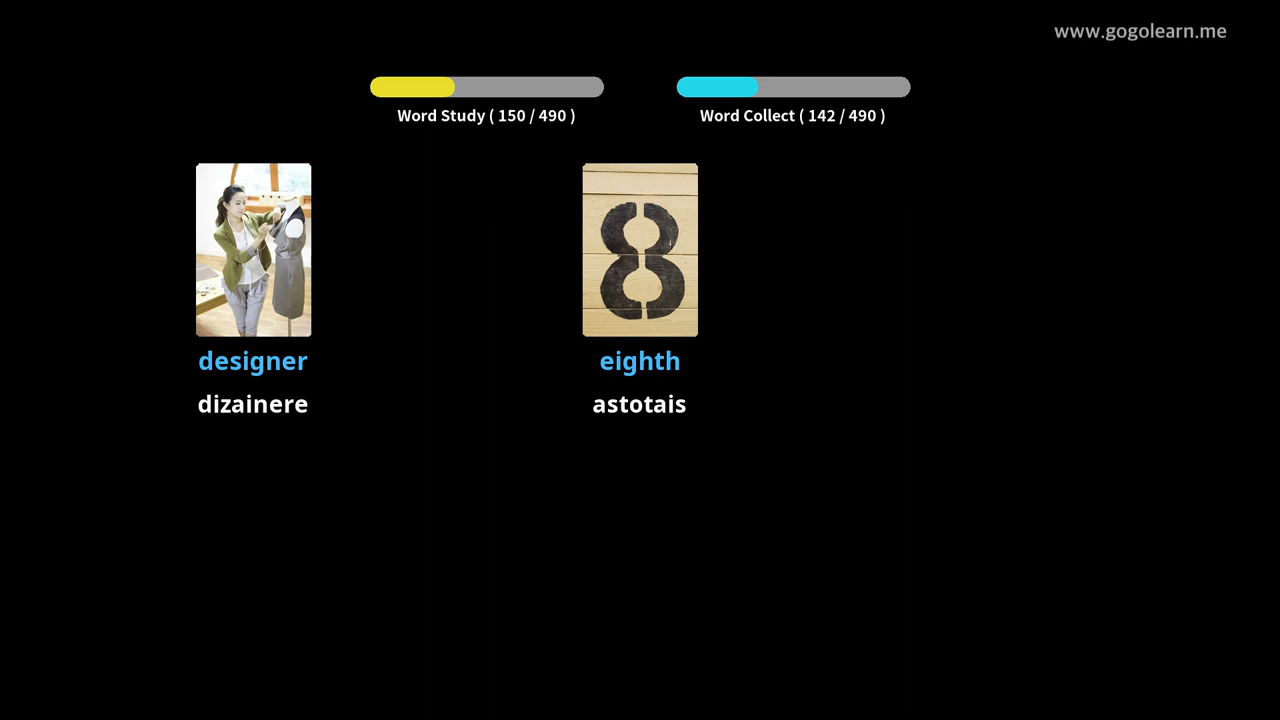 www.gogolearn.me
Word Study ( 150 / 490 )
Word Collect ( 142 / 490 )
8
designer
eighth
dizainere
astotais